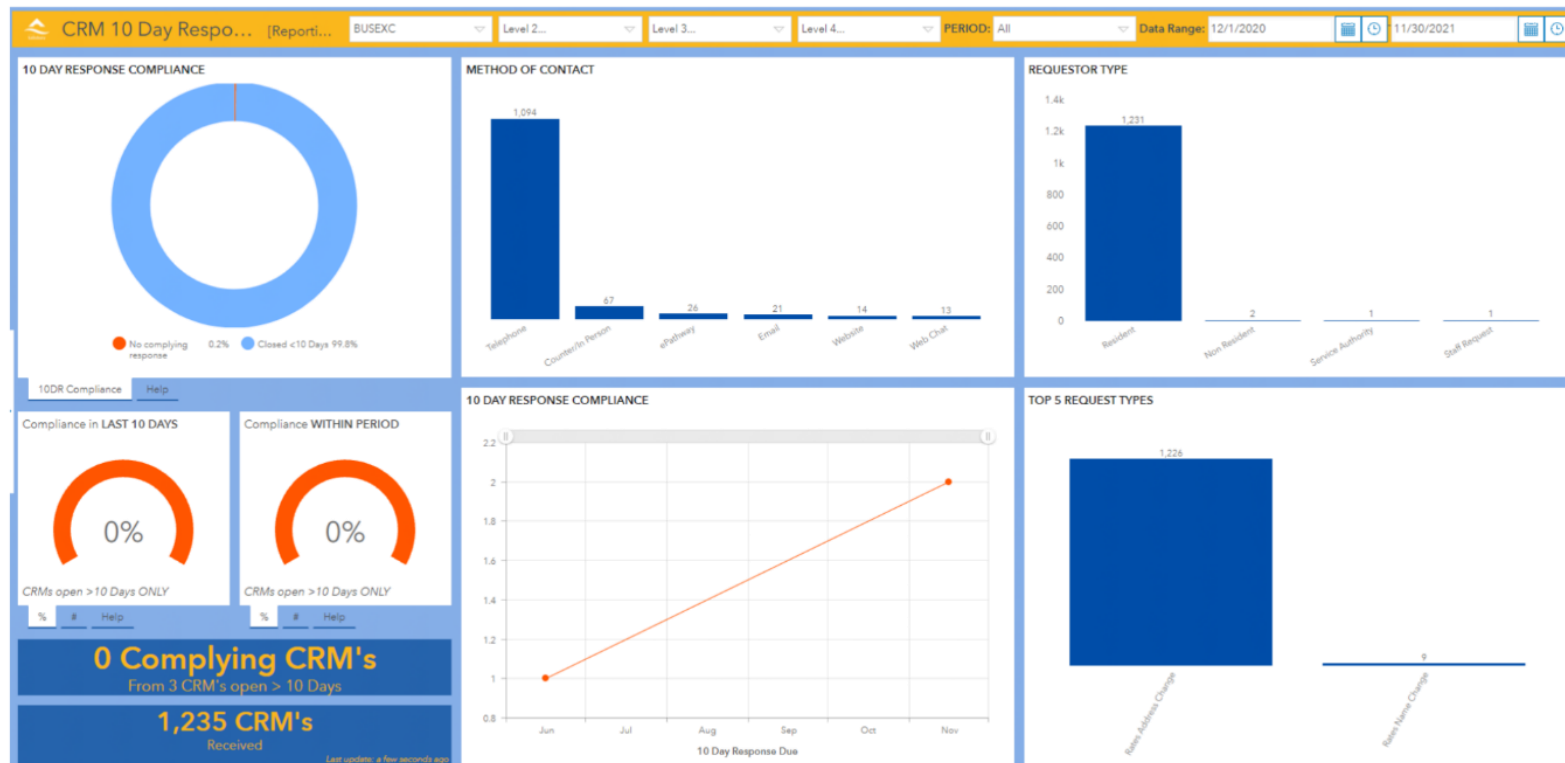 CRM 10 Day Respo... [Reporti... BUSEXC Level 2... Level 3... Level 4... PERIOD: All Data Range: 12/1/2020 11/30/2021
10 DAY RESPONSE COMPLIANCE
No complying response 0.2% Closed <10 Days 99.8%
10DR Compliance Help
METHOD OF CONTACT
1,094
67
26
21
14
13
Telephone
Counter/In Person
ePathway
Email
Website
Web Chat
REQUESTOR TYPE
1.4k
1.2k
1k
800
600
400
200
0
1,231
2
1
1
Resident
Non Resident
Service Authority
Staff Request
Compliance in LAST 10 DAYS
0%
CRMs open >10 Days ONLY
% # Help
Compliance WITHIN PERIOD
0%
CRMs open >10 Days ONLY
% # Help
0 Complying CRM's
From 3 CRM's open > 10 Days
1,235 CRM's
Received
Last update: a few seconds ago
10 DAY RESPONSE COMPLIANCE
2.2
2
1.8
1.6
1.4
1.2
1
0.8
Jun Jul Aug Sep Oct Nov
10 Day Response Due
TOP 5 REQUEST TYPES
1,226
9
Rates Address Change
Rates Name Change